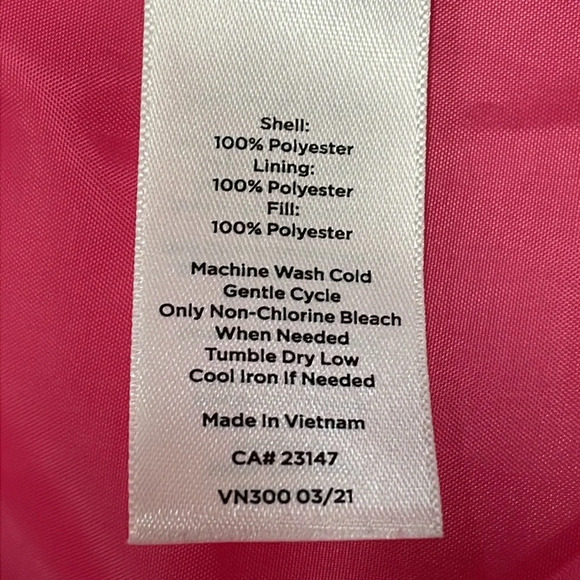 Shell:
100% Polyester
Lining:
100% Polyester
Fill:
100% Polyester
Machine Wash Cold
Gentle Cycle
Only Non-Chlorine Bleach
When Needed
Tumble Dry Low
Cool Iron If Needed
Made In Vietnam
CA# 23147
VN300 03/21